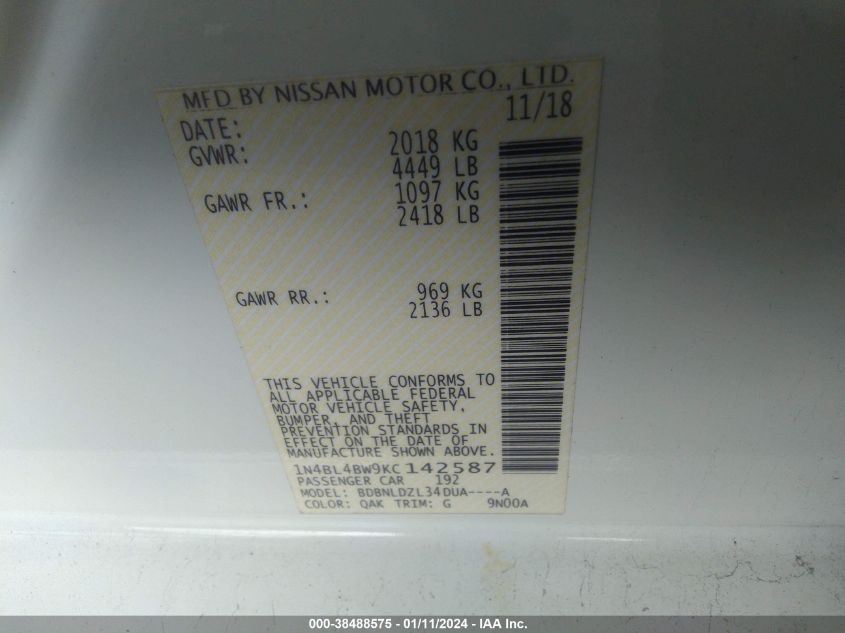 MFD BY NISSAN MOTOR CO., LTD.
DATE: 11/18
GVWR: 2018 KG
4449 LB
GAWR FR.: 1097 KG
2418 LB
GAWR RR.: 969 KG
2136 LB
THIS VEHICLE CONFORMS TO
ALL APPLICABLE FEDERAL
MOTOR VEHICLE SAFETY,
BUMPER, AND THEFT
PREVENTION STANDARDS IN
EFFECT ON THE DATE OF
MANUFACTURE SHOWN ABOVE.
1N4BL4BW9KC142587
PASSENGER CAR 192
MODEL: BDBNLDZL34DUA----A
COLOR: QAK TRIM: G 9N00A
000-38488575 - 01/11/2024 - IAA Inc.